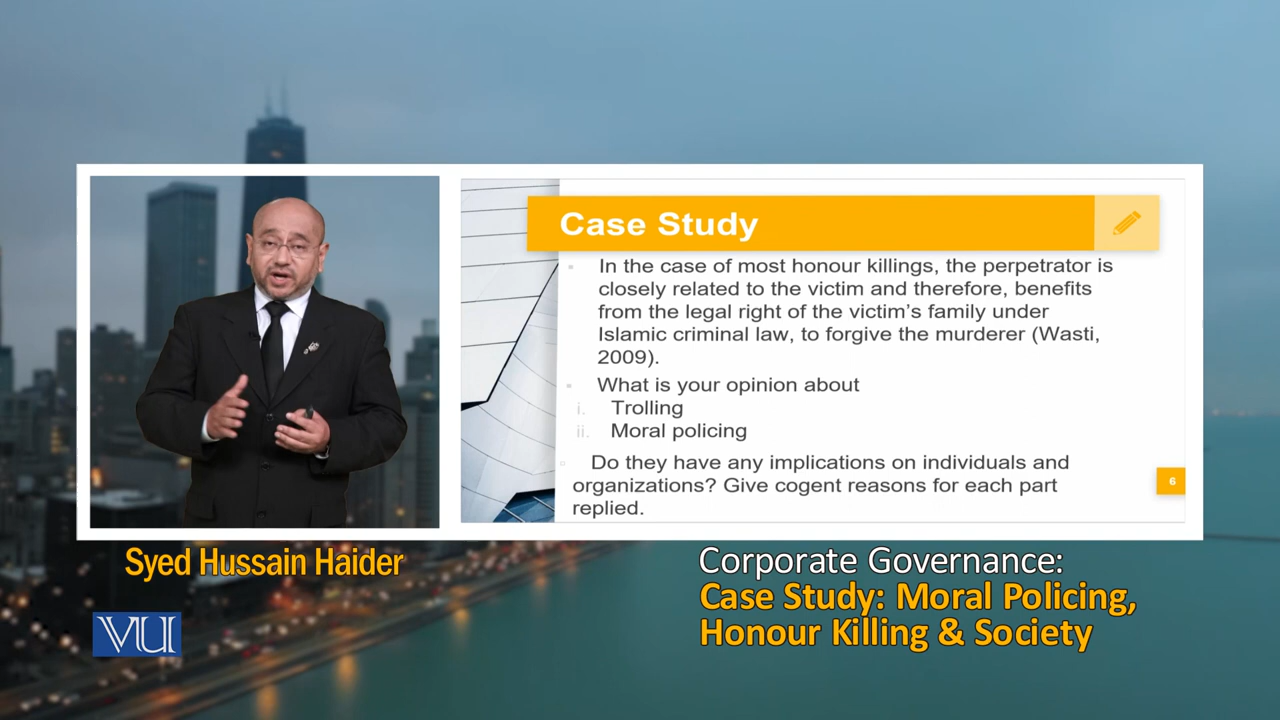 Case Study
In the case of most honour killings, the perpetrator is
closely related to the victim and therefore, benefits
from the legal right of the victim's family under
Islamic criminal law, to forgive the murderer (Wasti,
2009).
What is your opinion about
i. Trolling
ii. Moral policing
Do they have any implications on individuals and
organizations? Give cogent reasons for each part
replied.
6
Syed Hussain Haider
VU
Corporate Governance:
Case Study: Moral Policing,
Honour Killing & Society